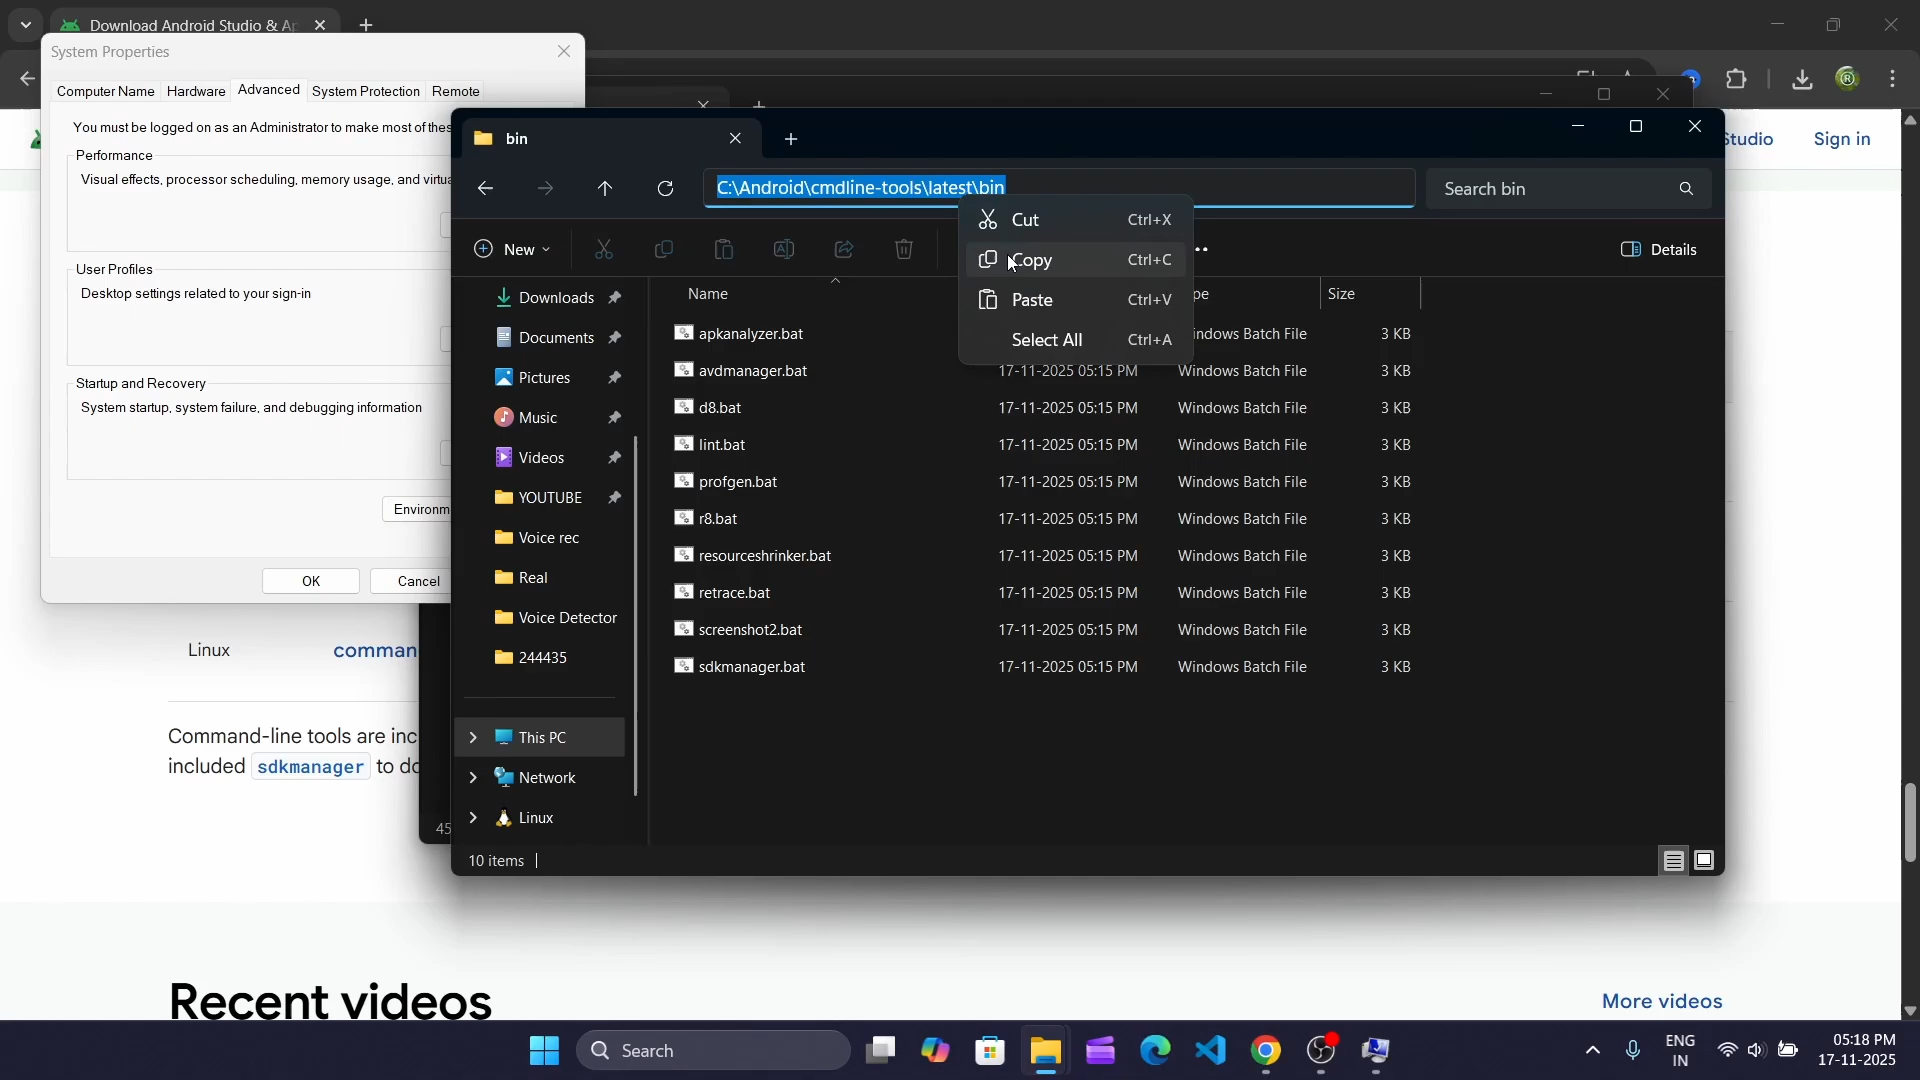 Download Android Studio & Ap
System Properties
Computer Name Hardware Advanced System Protection Remote
You must be logged on as an Administrator to make most of thes
Performance
Visual effects, processor scheduling, memory usage, and virtua
User Profiles
Desktop settings related to your sign-in
Startup and Recovery
System startup, system failure, and debugging information
Environm
OK Cancel
Studio Sign in
bin
C:\Android\cmdline-tools\latest\bin
Search bin
New
Details
Cut Ctrl+X
Copy Ctrl+C
Paste Ctrl+V
Select All Ctrl+A
Downloads
Documents
Pictures
Music
Videos
YOUTUBE
Voice rec
Real
Voice Detector
244435
This PC
Network
Linux
Name pe Size
apkanalyzer.bat indows Batch File 3 KB
avdmanager.bat 17-11-2025 05:15 PM Windows Batch File 3 KB
d8.bat 17-11-2025 05:15 PM Windows Batch File 3 KB
lint.bat 17-11-2025 05:15 PM Windows Batch File 3 KB
profgen.bat 17-11-2025 05:15 PM Windows Batch File 3 KB
r8.bat 17-11-2025 05:15 PM Windows Batch File 3 KB
resourceshrinker.bat 17-11-2025 05:15 PM Windows Batch File 3 KB
retrace.bat 17-11-2025 05:15 PM Windows Batch File 3 KB
screenshot2.bat 17-11-2025 05:15 PM Windows Batch File 3 KB
sdkmanager.bat 17-11-2025 05:15 PM Windows Batch File 3 KB
10 items
45
Linux comman
Command-line tools are inc
included sdkmanager to do
Recent videos
More videos
Search
ENG
IN
05:18 PM
17-11-2025